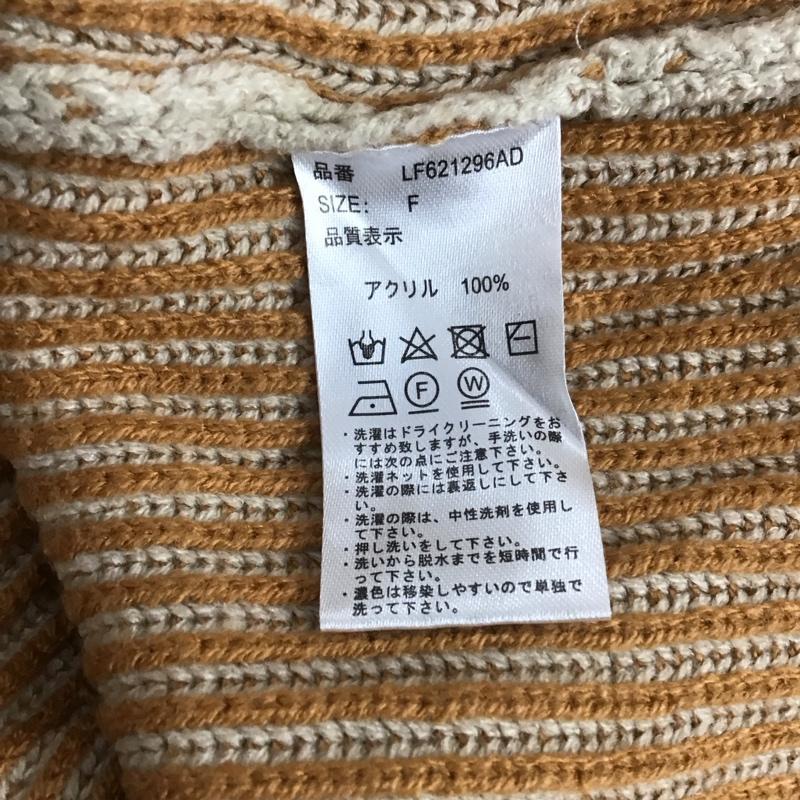 品番 LF621296AD
SIZE: F
品質表示
アクリル 100%
F W
・洗濯はドライクリーニングをお
すすめ致しますが、手洗いの際
には次の点にご注意下さい。
・洗濯ネットを使用して下さい。
・洗濯の際には裏返しにして下さ
い。
・洗濯の際は、中性洗剤を使用し
て下さい。
・押し洗いをして下さい。
・洗いから脱水までを短時間で行
って下さい。
・濃色は移染しやすいので単独で
洗って下さい。